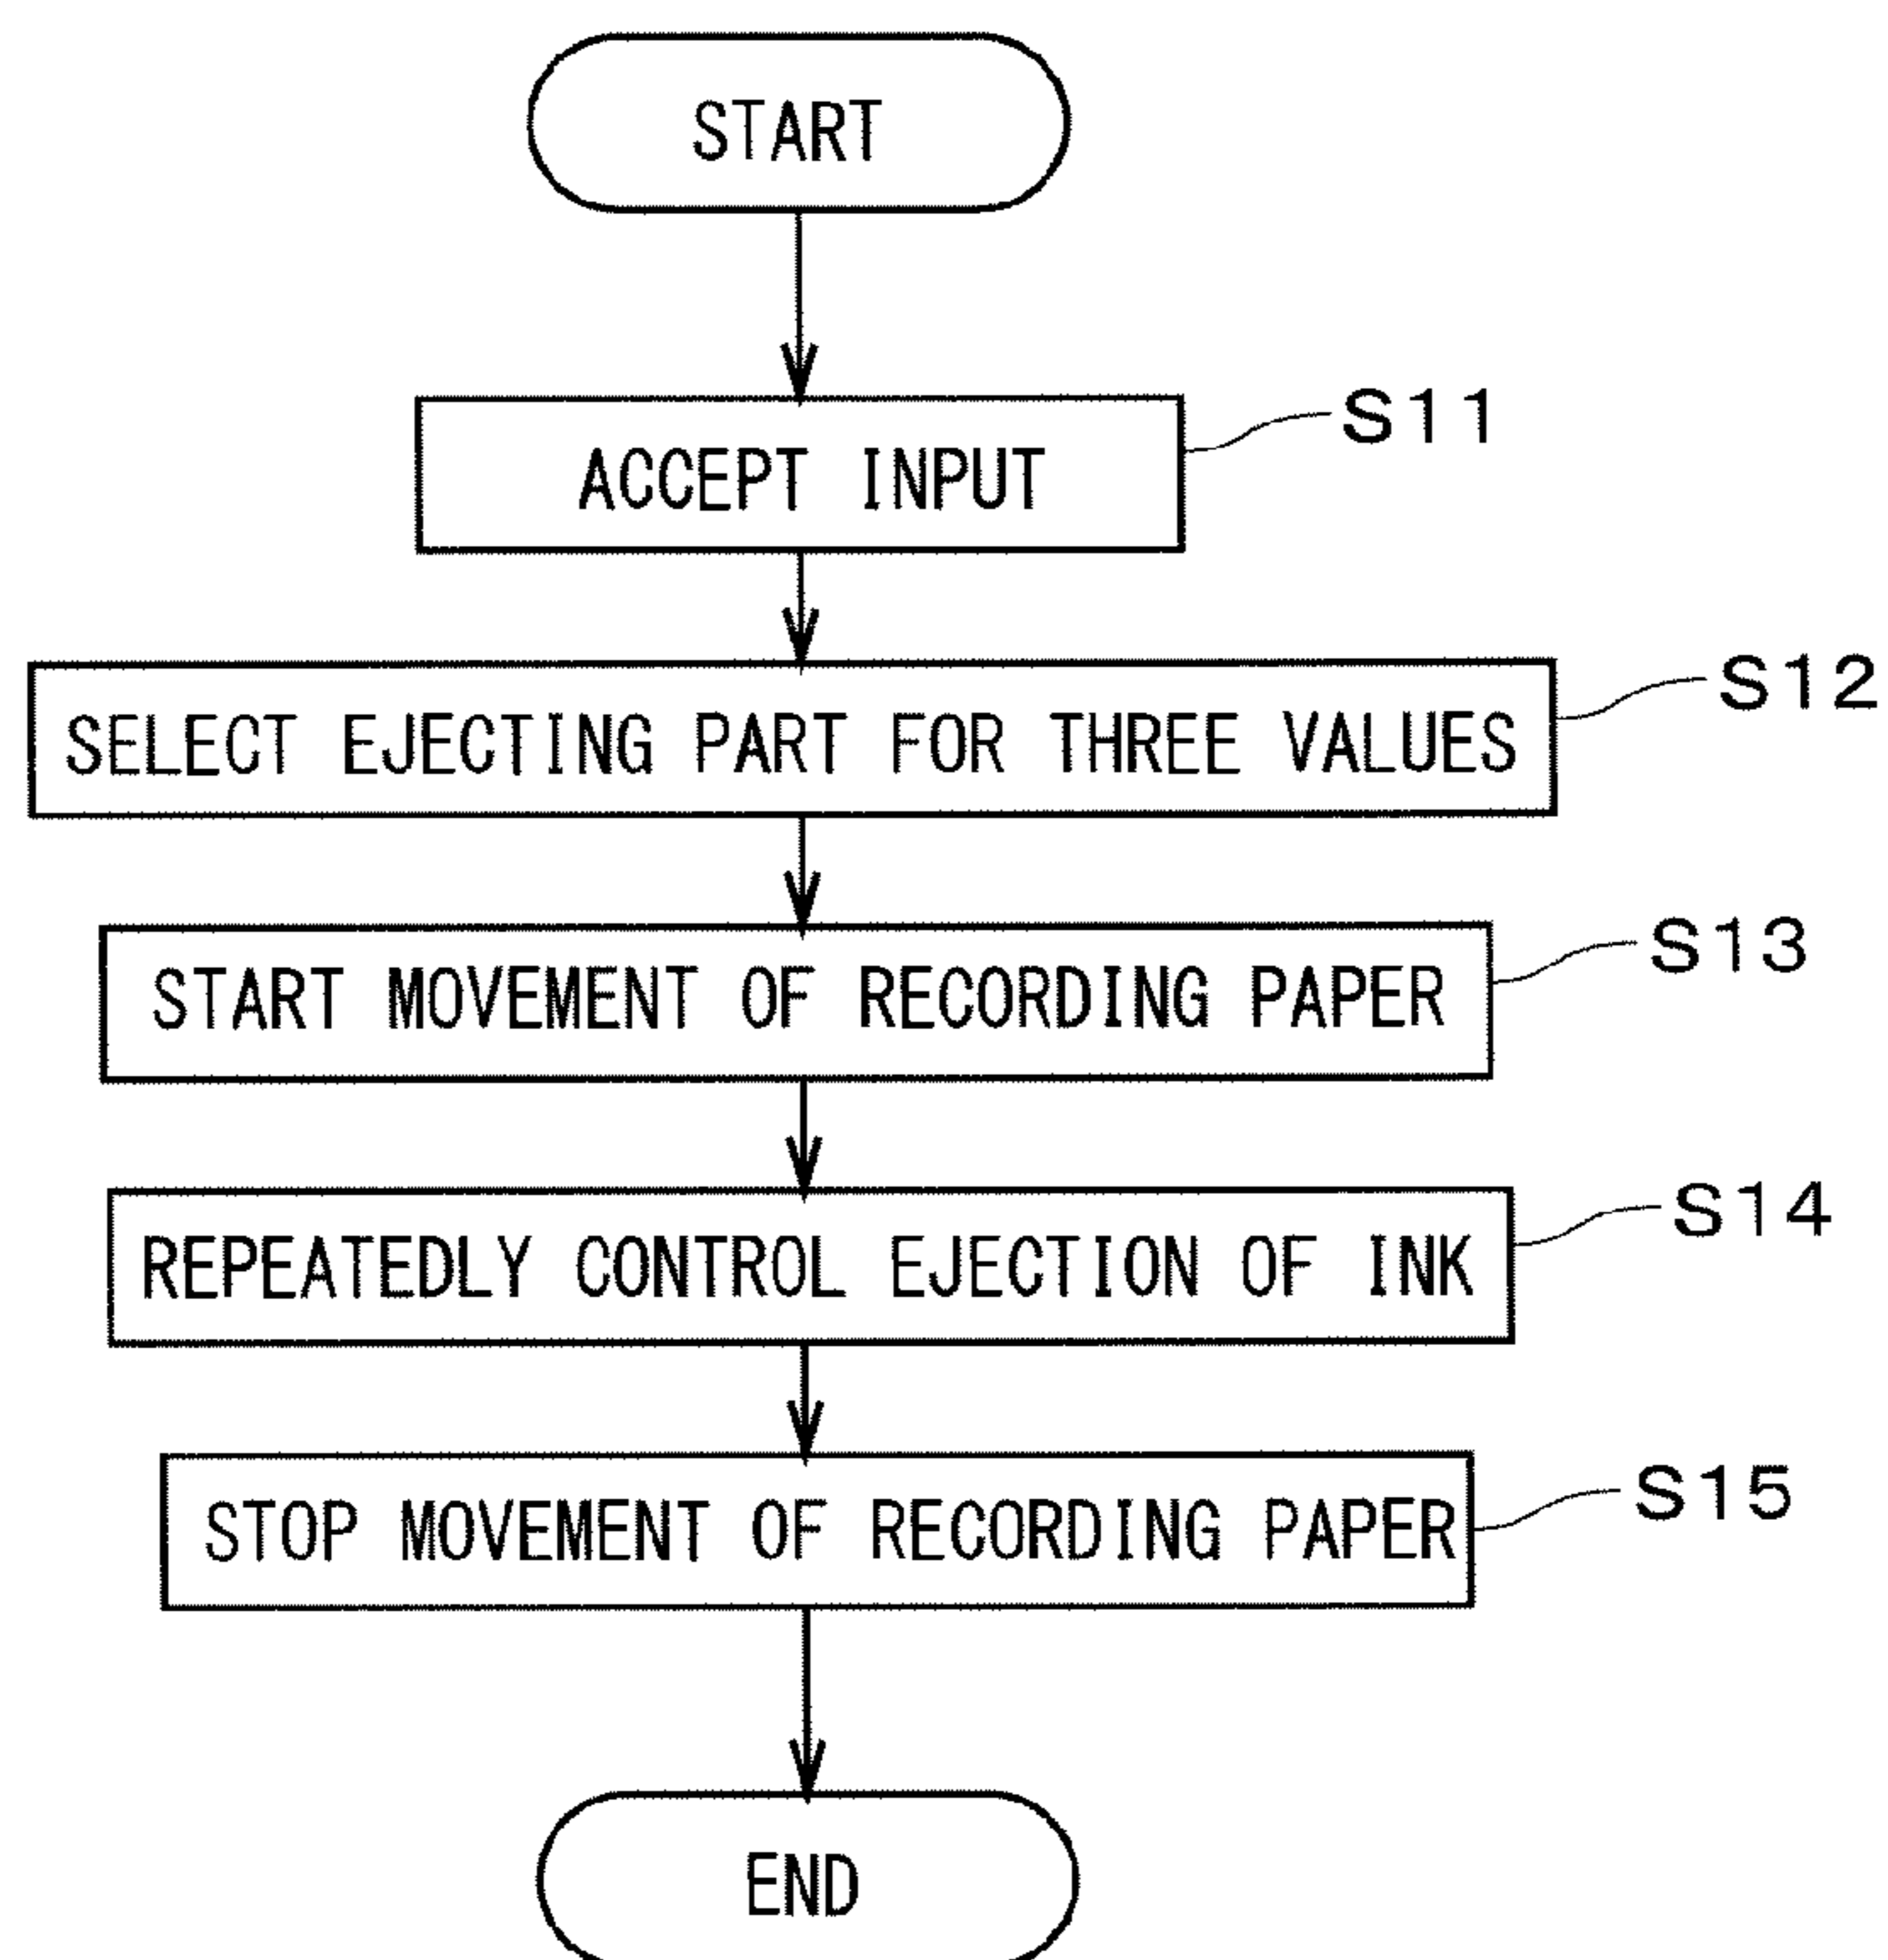 START
ACCEPT INPUT
S11
SELECT EJECTING PART FOR THREE VALUES
S12
START MOVEMENT OF RECORDING PAPER
S13
REPEATEDLY CONTROL EJECTION OF INK
S14
STOP MOVEMENT OF RECORDING PAPER
S15
END